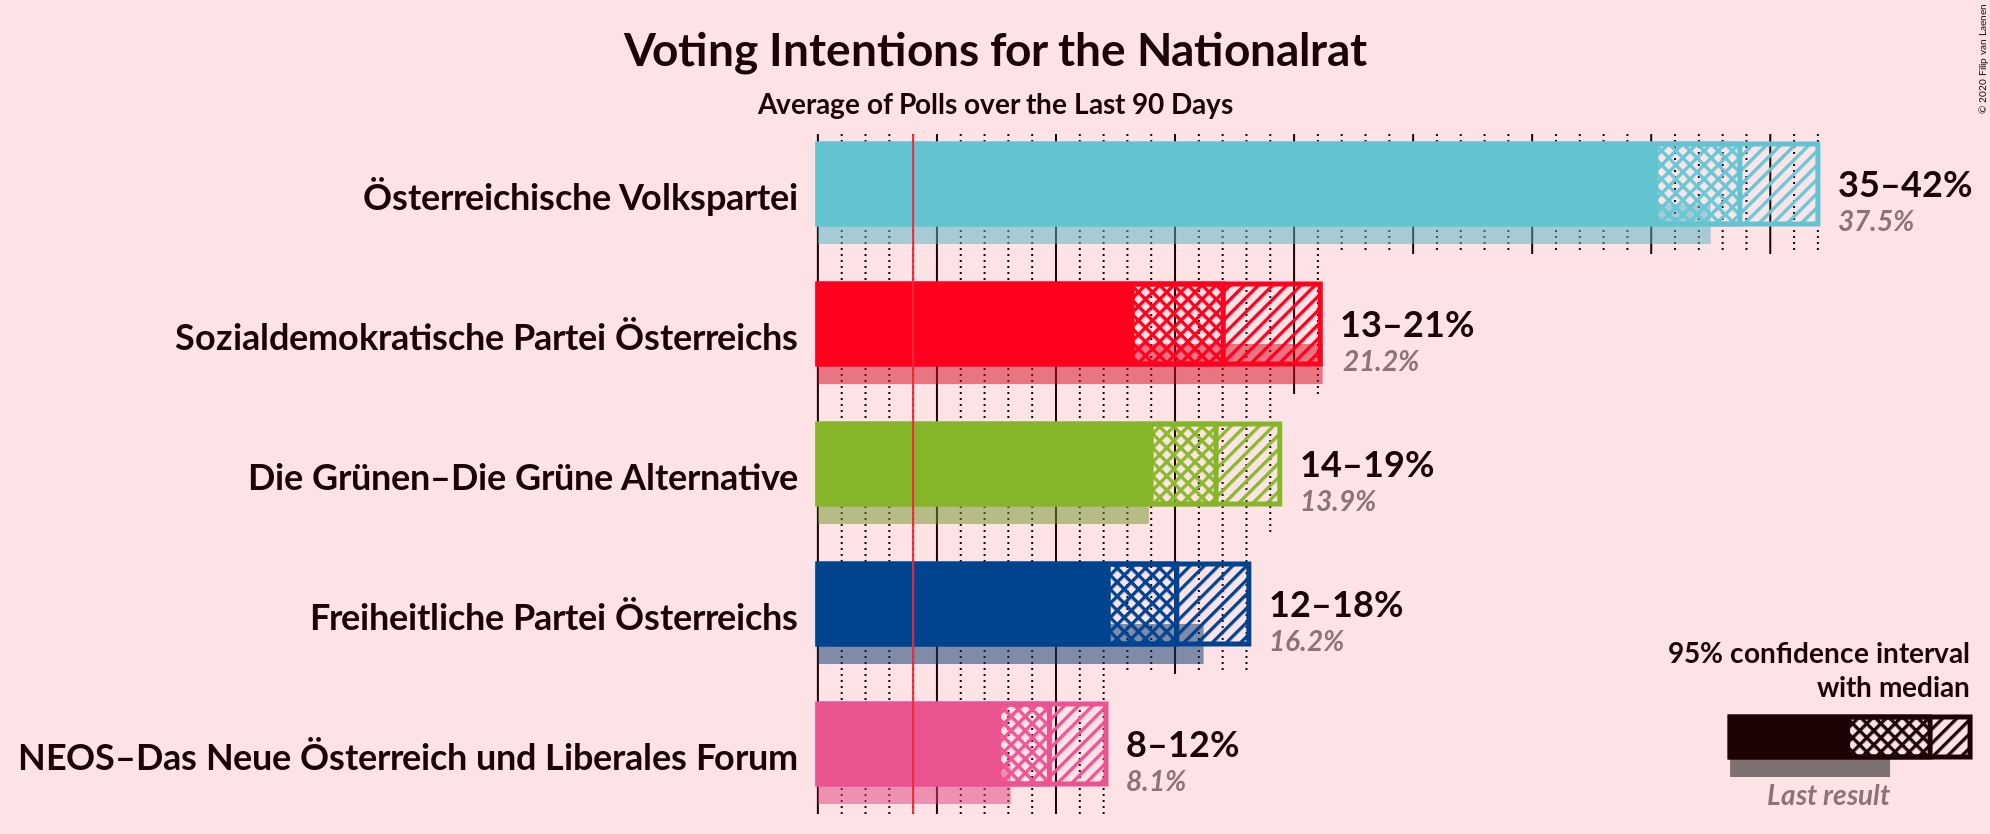 Voting Intentions for the Nationalrat
Average of Polls over the Last 90 Days
© 2020 Filip van Laenen
Österreichische Volkspartei
35–42%
37.5%
Sozialdemokratische Partei Österreichs
13–21%
21.2%
Die Grünen–Die Grüne Alternative
14–19%
13.9%
Freiheitliche Partei Österreichs
12–18%
16.2%
NEOS–Das Neue Österreich und Liberales Forum
8–12%
8.1%
95% confidence interval
with median
Last result